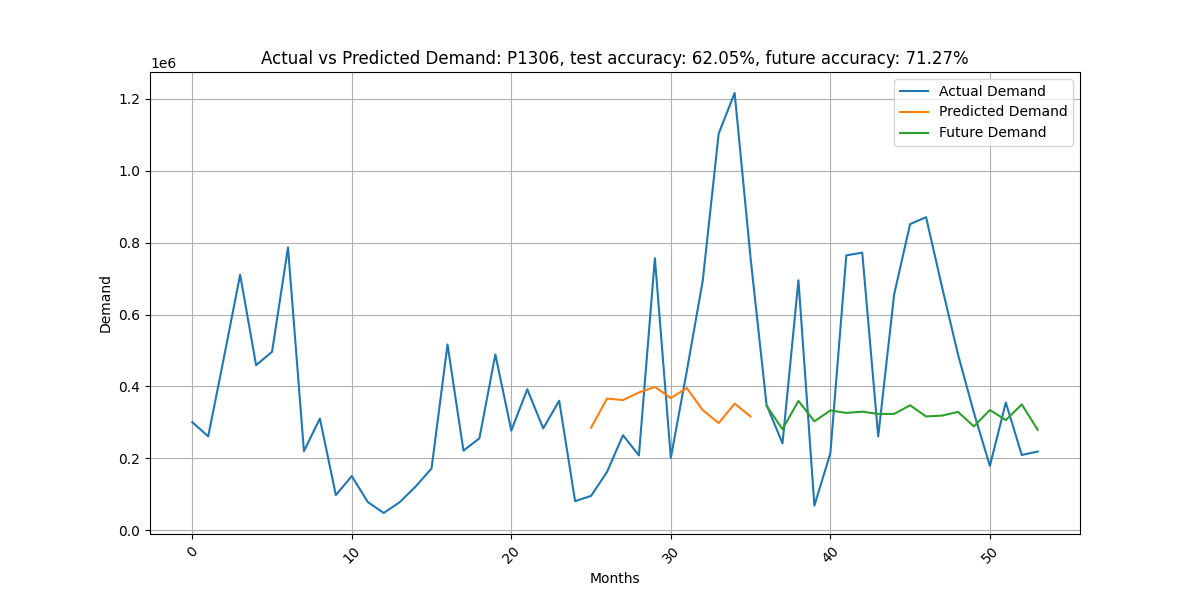 Actual vs Predicted Demand: P1306, test accuracy: 62.05%, future accuracy: 71.27%
1e6
Actual Demand
Predicted Demand
Future Demand
1.2
1.0
0.8
0.6
0.4
0.2
0.0
Demand
0 10 20 30 40 50
Months